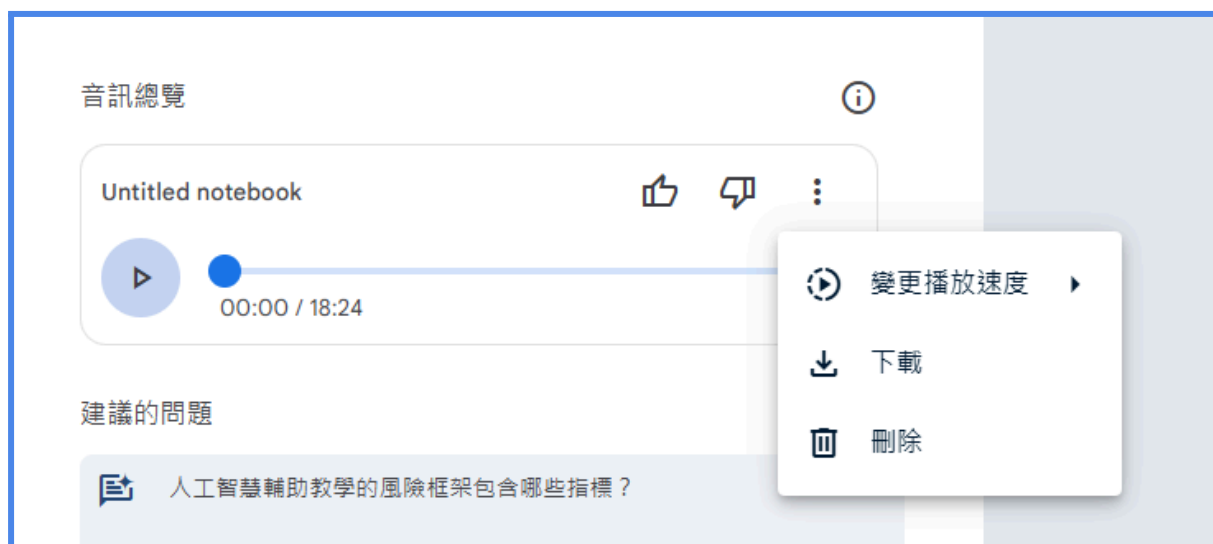 音訊總覽
Untitled notebook
00:00 / 18:24
變更播放速度
下載
刪除
建議的問題
人工智慧輔助教學的風險框架包含哪些指標？